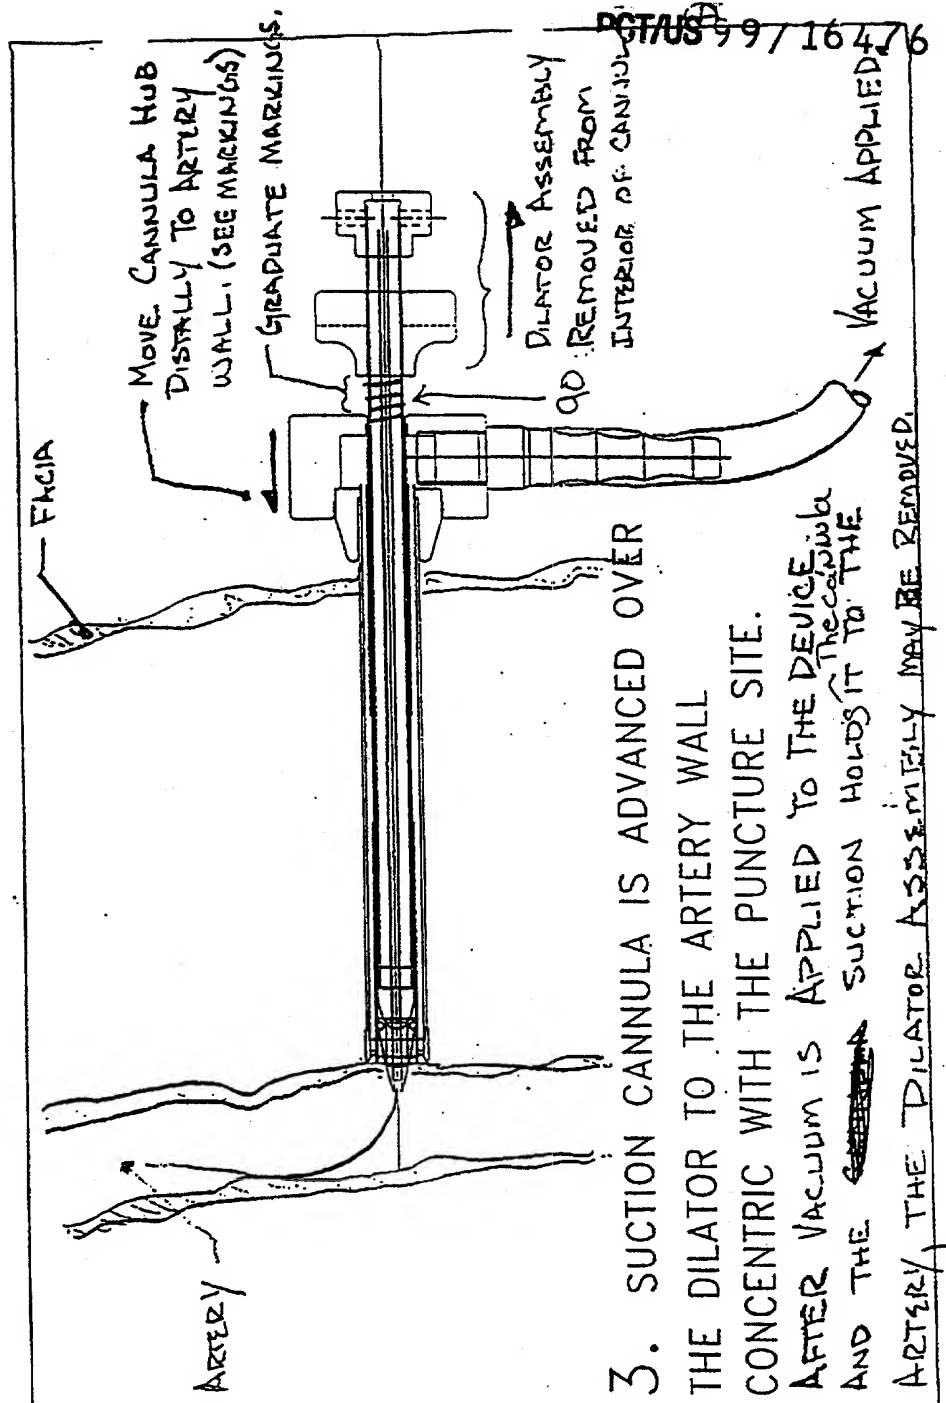 PCT/US 99/16476
MOVE CANNULA HUB
DISTALLY TO ARTERY
WALL. (SEE MARKINGS)
GRADUATE MARKINGS.
FACIA
DILATOR ASSEMBLY
REMOVED FROM
INTERIOR OF CANNUL
90
VACUUM APPLIED.
ARTERY
3. SUCTION CANNULA IS ADVANCED OVER
THE DILATOR TO THE ARTERY WALL
CONCENTRIC WITH THE PUNCTURE SITE.
AFTER VACUUM IS APPLIED TO THE DEVICE
AND THE SUCTION HOLDS The cannula IT TO THE
ARTERY, THE DILATOR ASSEMBLY MAY BE REMOVED.